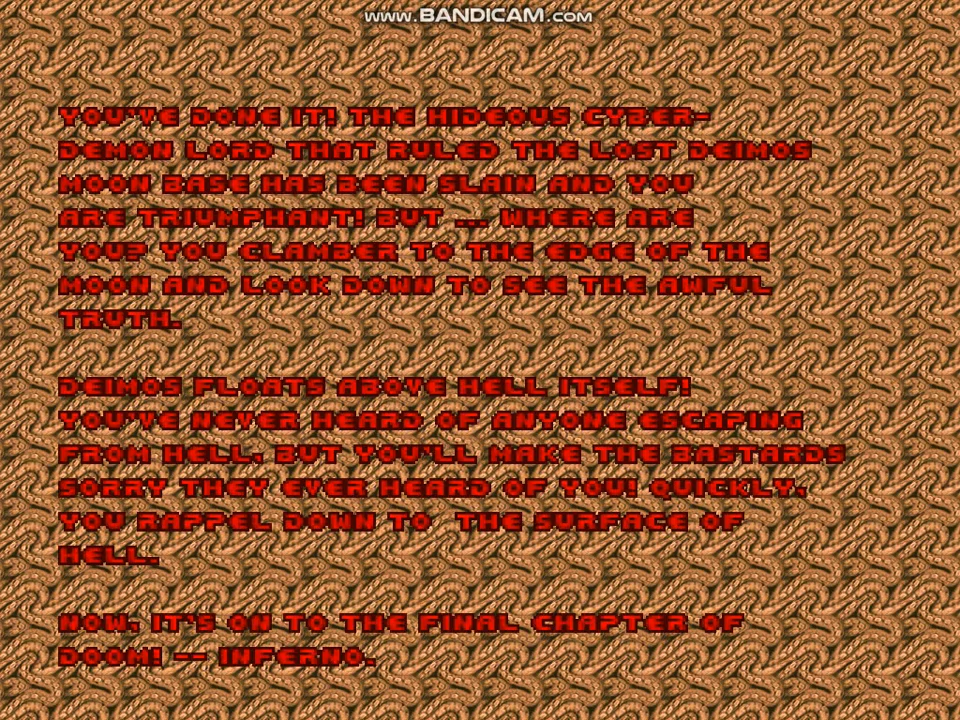 www.BANDICAM.com
YOU'VE DONE IT! THE HIDEOUS CYBER-
DEMON LORD THAT RULED THE LOST DEIMOS
MOON BASE HAS BEEN SLAIN AND YOU
ARE TRIUMPHANT! BUT ... WHERE ARE
YOU? YOU CLAMBER TO THE EDGE OF THE
MOON AND LOOK DOWN TO SEE THE AWFUL
TRUTH.
DEIMOS FLOATS ABOVE HELL ITSELF!
YOU'VE NEVER HEARD OF ANYONE ESCAPING
FROM HELL, BUT YOU'LL MAKE THE BASTARDS
SORRY THEY EVER HEARD OF YOU! QUICKLY,
YOU RAPPEL DOWN TO  THE SURFACE OF
HELL.
NOW, IT'S ON TO THE FINAL CHAPTER OF
DOOM! -- INFERNO.